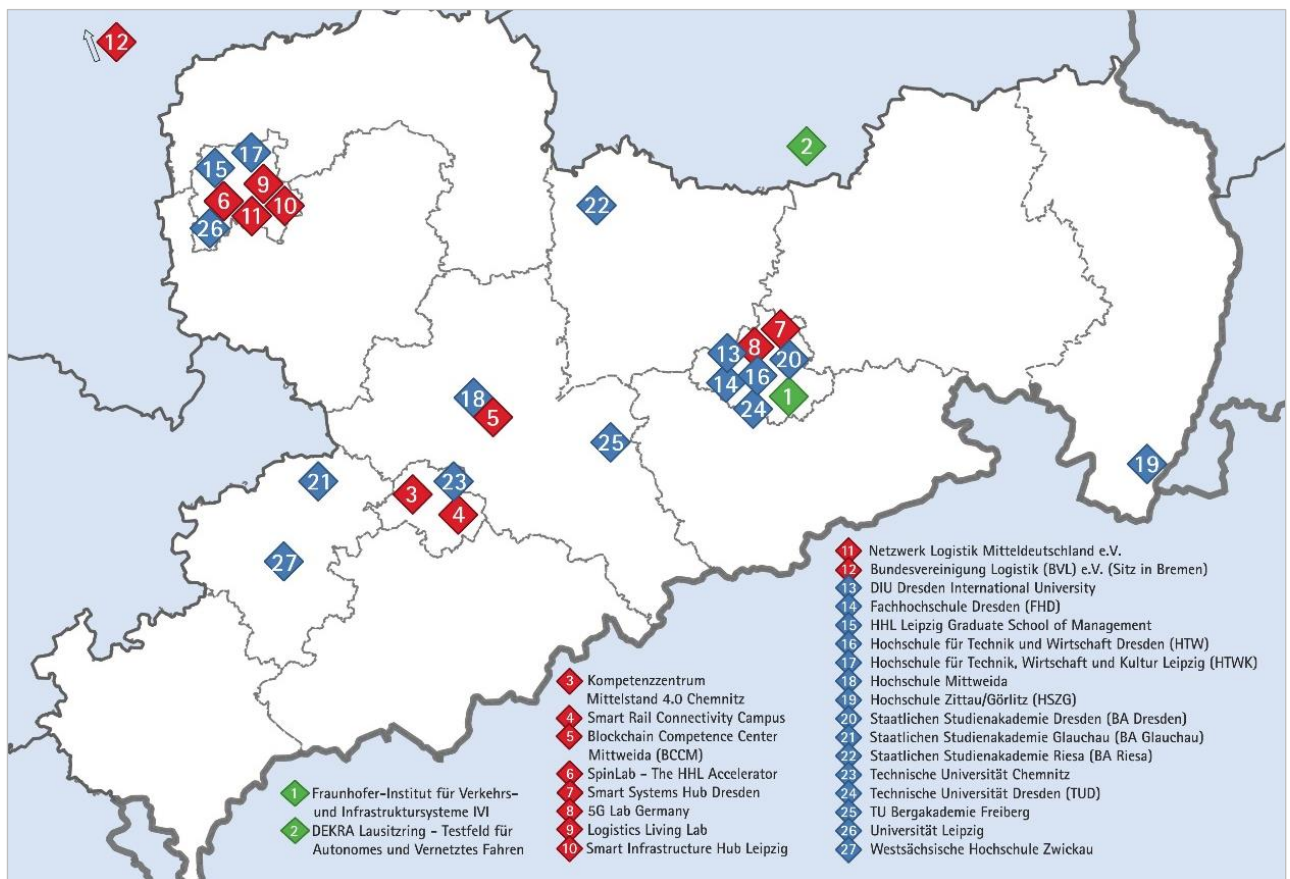 12
2
17
15
9
6
10
11
26
22
7
8
13
20
16
14
1
24
18
5
25
19
21
23
3
4
27
1 Fraunhofer-Institut für Verkehrs-
und Infrastruktursysteme IVI
2 DEKRA Lausitzring - Testfeld für
Autonomes und Vernetztes Fahren
3 Kompetenzzentrum
Mittelstand 4.0 Chemnitz
4 Smart Rail Connectivity Campus
5 Blockchain Competence Center
Mittweida (BCCM)
6 SpinLab - The HHL Accelerator
7 Smart Systems Hub Dresden
8 5G Lab Germany
9 Logistics Living Lab
10 Smart Infrastructure Hub Leipzig
11 Netzwerk Logistik Mitteldeutschland e.V.
12 Bundesvereinigung Logistik (BVL) e.V. (Sitz in Bremen)
13 DIU Dresden International University
14 Fachhochschule Dresden (FHD)
15 HHL Leipzig Graduate School of Management
16 Hochschule für Technik und Wirtschaft Dresden (HTW)
17 Hochschule für Technik, Wirtschaft und Kultur Leipzig (HTWK)
18 Hochschule Mittweida
19 Hochschule Zittau/Görlitz (HSZG)
20 Staatlichen Studienakademie Dresden (BA Dresden)
21 Staatlichen Studienakademie Glauchau (BA Glauchau)
22 Staatlichen Studienakademie Riesa (BA Riesa)
23 Technische Universität Chemnitz
24 Technische Universität Dresden (TUD)
25 TU Bergakademie Freiberg
26 Universität Leipzig
27 Westsächsische Hochschule Zwickau